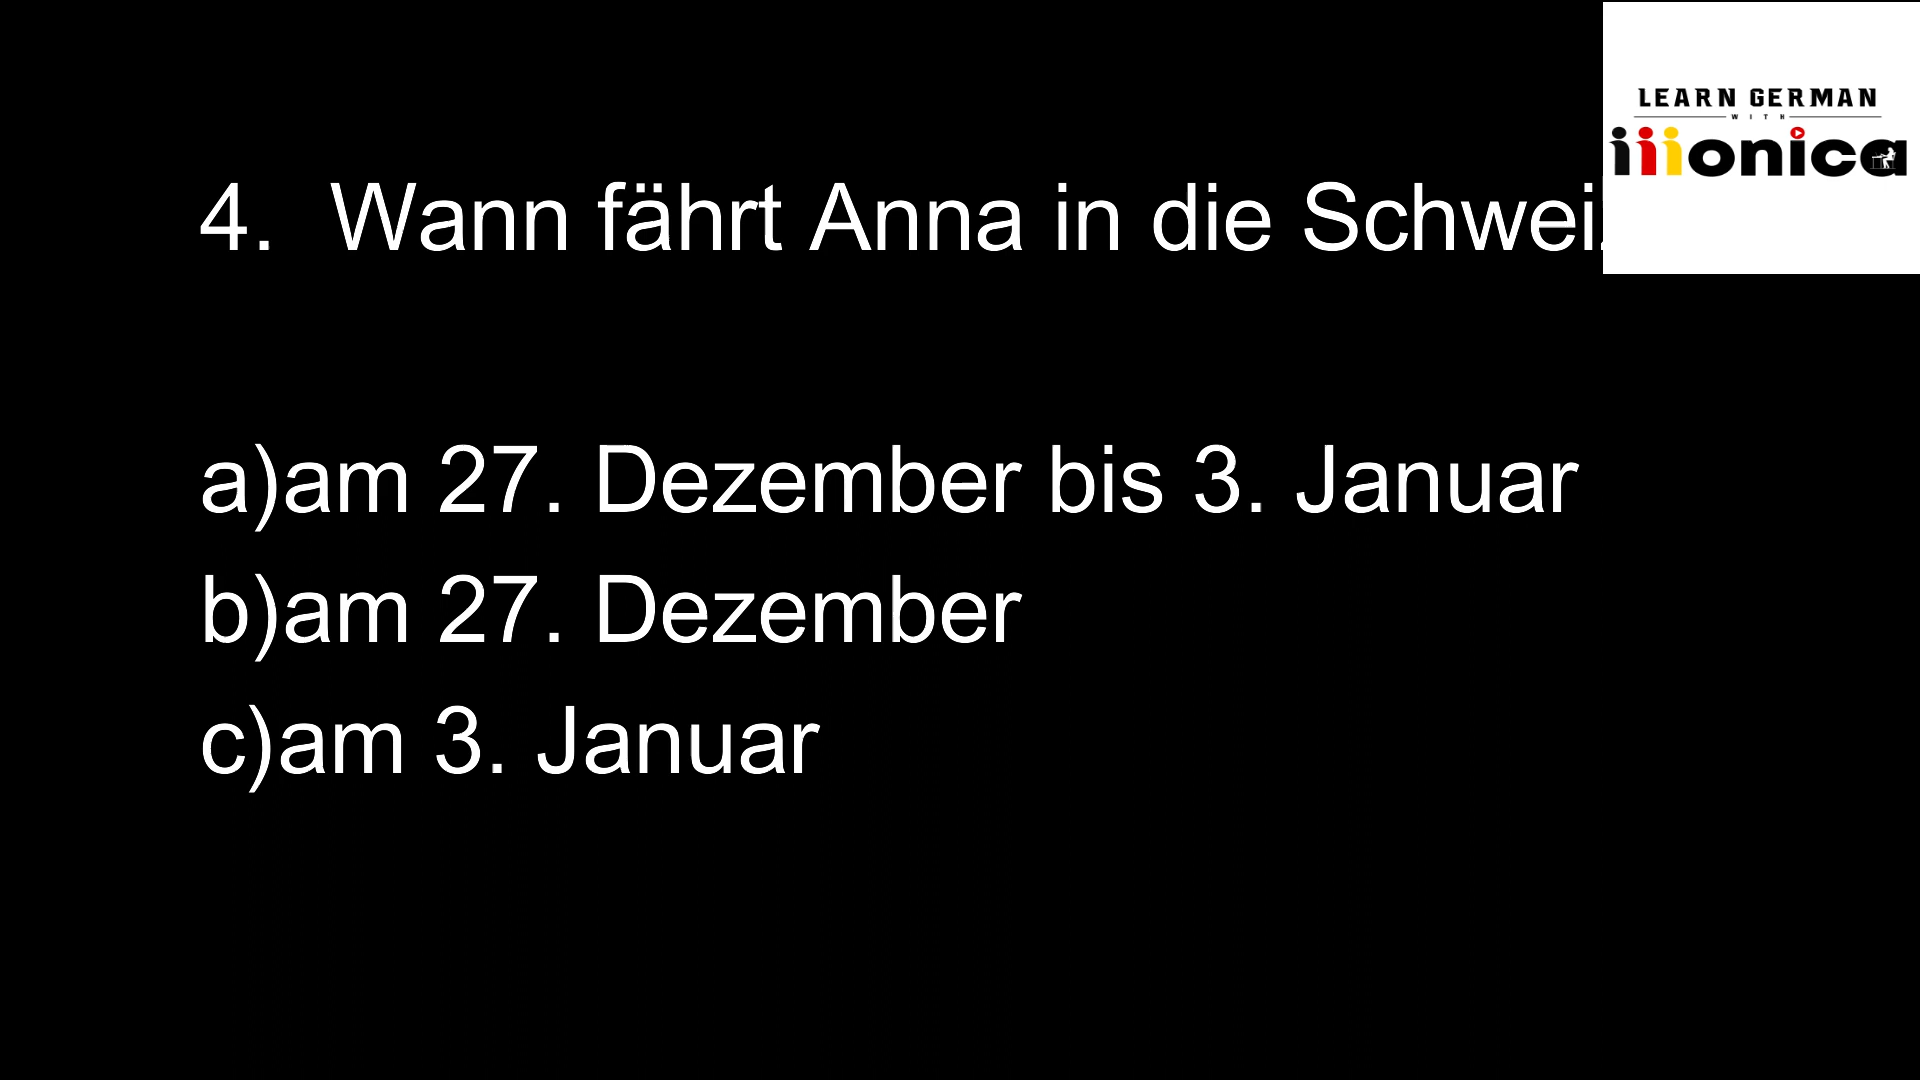 LEARN GERMAN
WITH
monica
4. Wann fährt Anna in die
a)am 27. Dezember bis 3. Januar
b)am 27. Dezember
c)am 3. Januar